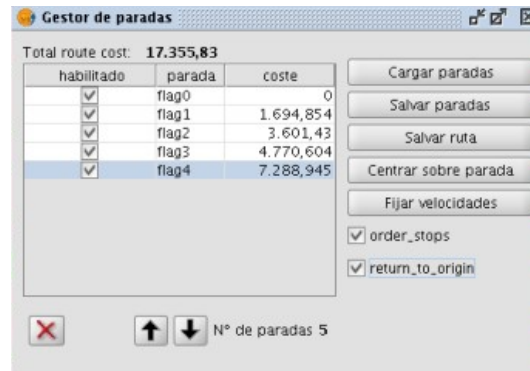 Gestor de paradas
Total route cost: 17.355,83
habilitado parada coste
flag0 0
flag1 1.694,854
flag2 3.601,43
flag3 4.770,604
flag4 7.288,945
Cargar paradas
Salvar paradas
Salvar ruta
Centrar sobre parada
Fijar velocidades
order_stops
return_to_origin
N° de paradas 5